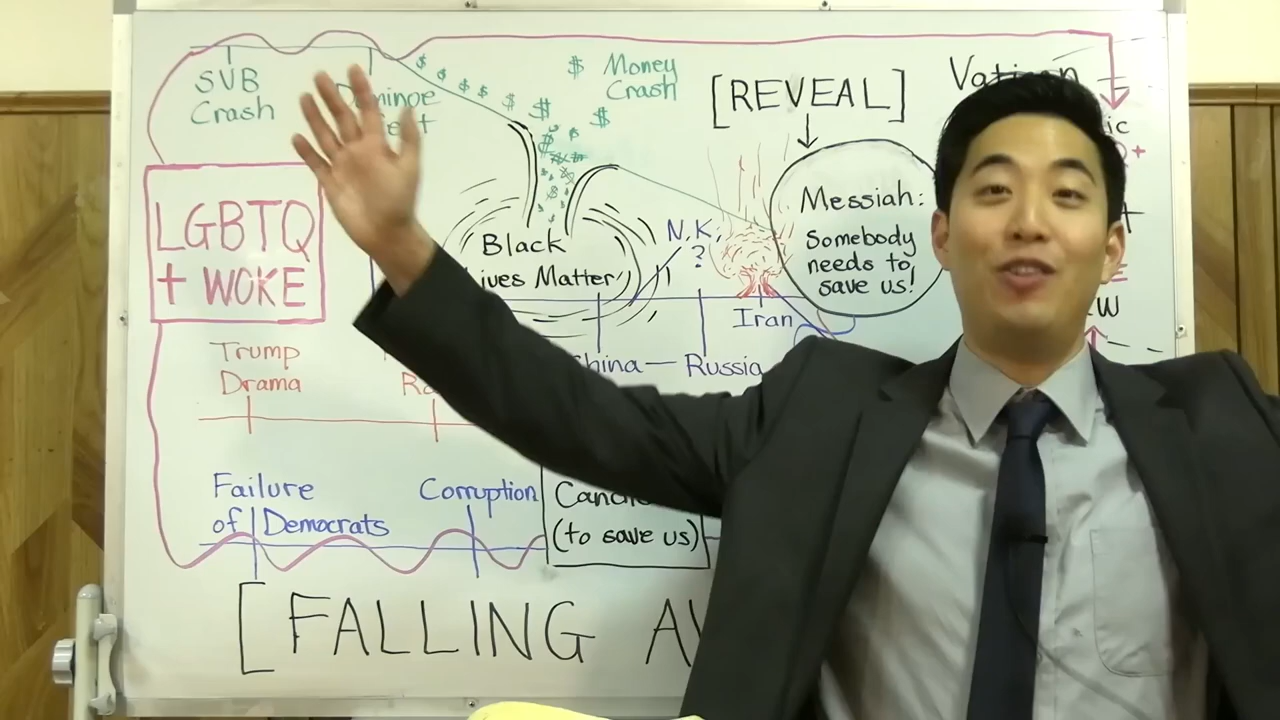 SVB
Crash
$ $ $ $ $ $ $
Money
Crash
[REVEAL]
LGBTQ
+ WOKE
Black
Lives Matter
N.K.
?
Messiah:
Somebody
needs to
save us!
Iran
China — Russia
Trump
Drama
Failure
of Democrats
Corruption
(to save us)
[FALLING